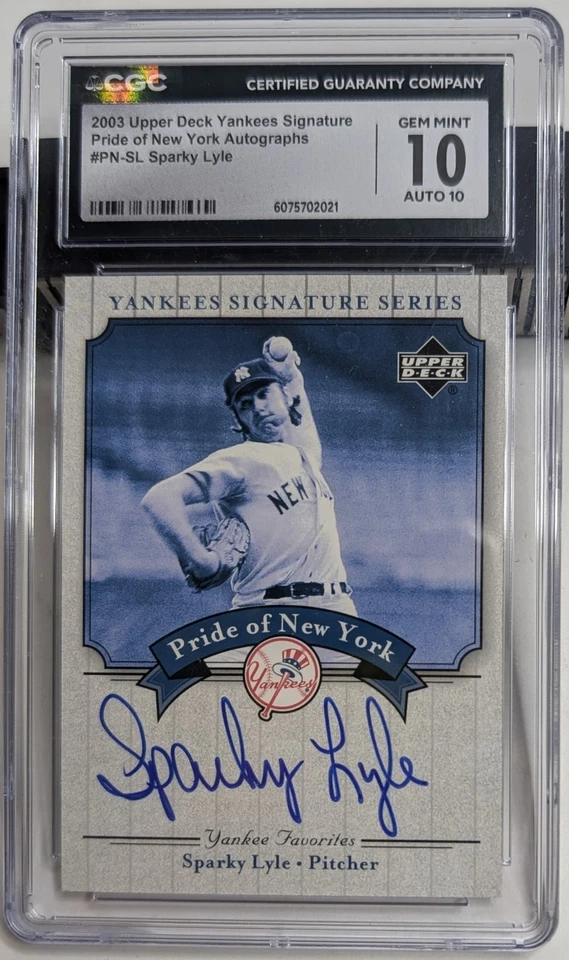 CGC CERTIFIED GUARANTY COMPANY
2003 Upper Deck Yankees Signature
Pride of New York Autographs
#PN-SL Sparky Lyle
6075702021
GEM MINT
10
AUTO 10
YANKEES SIGNATURE SERIES
UPPER
D·E·C·K
®
NY
NEW
Pride of New York
Yankees
Sparky Lyle
Yankee Favorites
Sparky Lyle • Pitcher